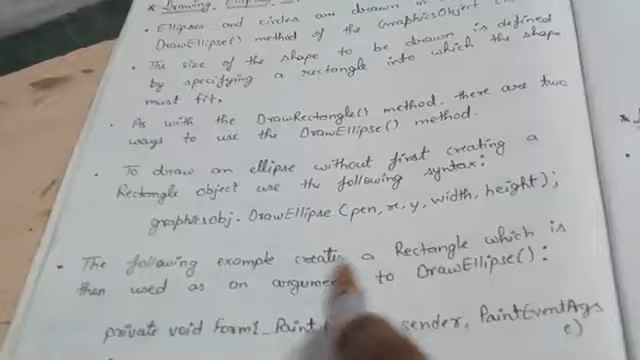 * Drawing Ellipses
• Ellipses and circles are drawn
DrawEllipse() method of the GraphicsObject
• The size of the shape to be drawn is defined
by specifying a rectangle into which the shape
must fit.
• As with the DrawRectangle() method, there are two
ways to use the DrawEllipse() method.
• To draw an ellipse without first creating a
Rectangle object use the following syntax:
graphicsobj. DrawEllipse (pen, x, y, width, height);
• The following example creates a Rectangle which is
then used as an argument to DrawEllipse():
private void Form1_Paint ( sender, PaintEventArgs
e)